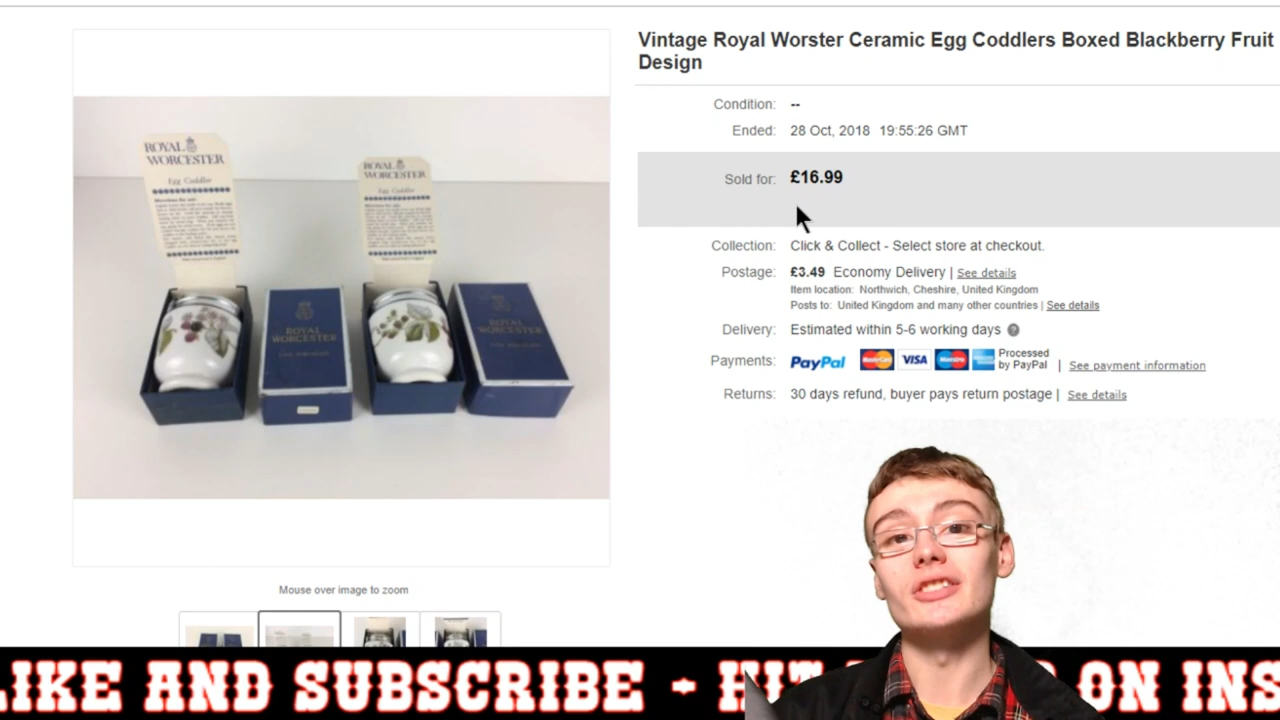 Vintage Royal Worster Ceramic Egg Coddlers Boxed Blackberry Fruit
Design
Condition: --
Ended: 28 Oct, 2018 19:55:26 GMT
Sold for: £16.99
Collection: Click & Collect - Select store at checkout.
Postage: £3.49 Economy Delivery | See details
Item location: Northwich, Cheshire, United Kingdom
Posts to: United Kingdom and many other countries | See details
Delivery: Estimated within 5-6 working days ?
Payments: PayPal MasterCard VISA Maestro Processed
by PayPal | See payment information
Returns: 30 days refund, buyer pays return postage | See details
ROYAL
WORCESTER
Egg Coddler
ROYAL
WORCESTER
Egg Coddler
ROYAL
WORCESTER
ROYAL
WORCESTER
Mouse over image to zoom
LIKE AND SUBSCRIBE - HIT ON INS